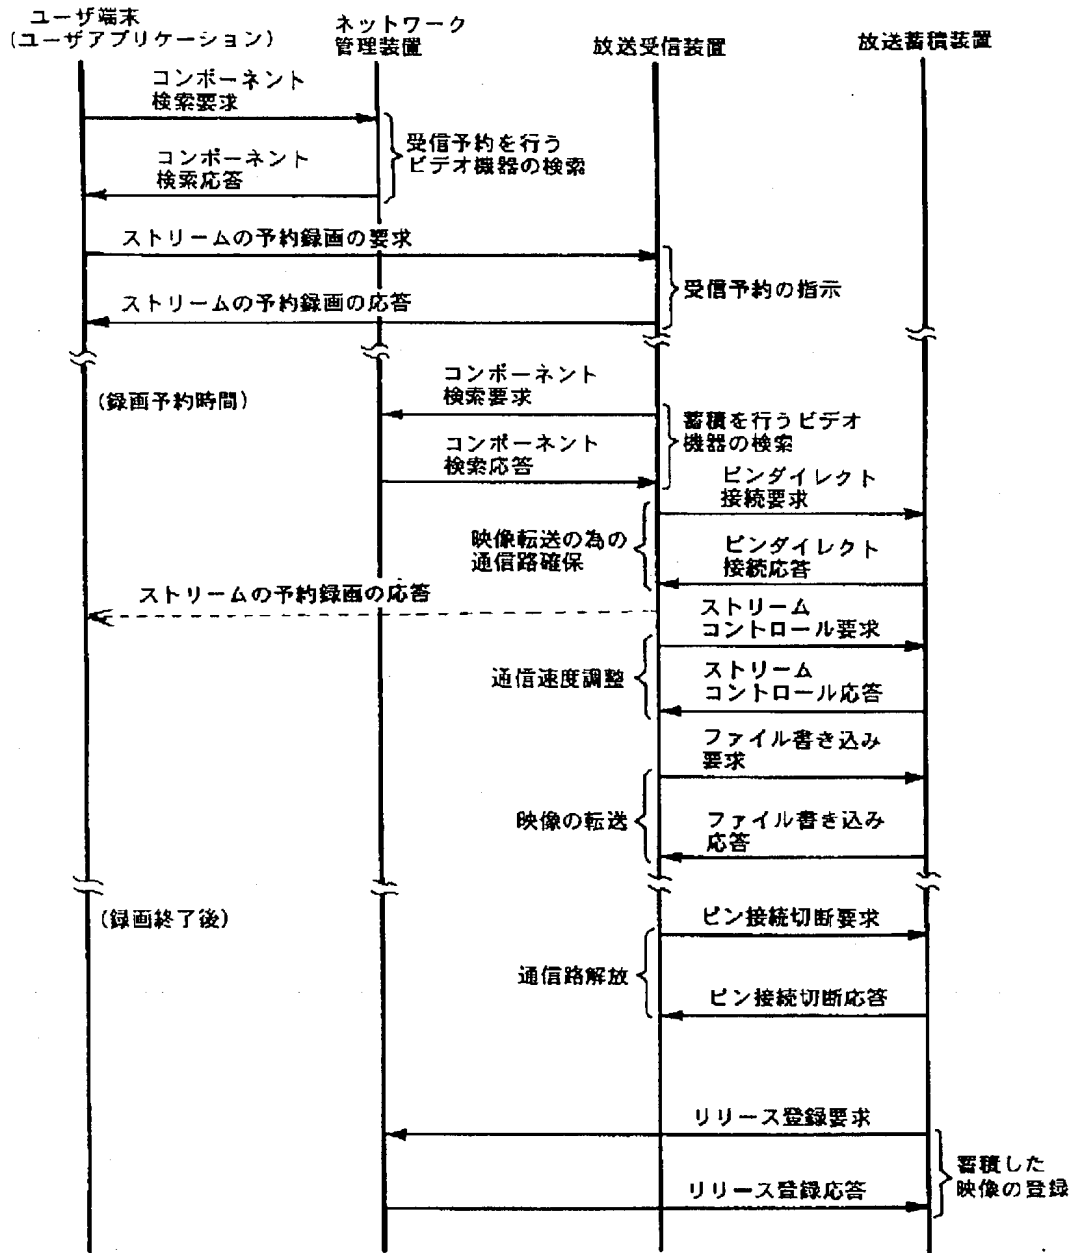 ユーザ端末
(ユーザアプリケーション)
ネットワーク
管理装置
放送受信装置
放送蓄積装置
コンポーネント
検索要求
受信予約を行う
ビデオ機器の検索
コンポーネント
検索応答
ストリームの予約録画の要求
受信予約の指示
ストリームの予約録画の応答
(録画予約時間)
コンポーネント
検索要求
蓄積を行うビデオ
機器の検索
コンポーネント
検索応答
ピンダイレクト
接続要求
映像転送の為の
通信路確保
ピンダイレクト
接続応答
ストリームの予約録画の応答
ストリーム
コントロール要求
通信速度調整
ストリーム
コントロール応答
ファイル書き込み
要求
映像の転送
ファイル書き込み
応答
(録画終了後)
ピン接続切断要求
通信路解放
ピン接続切断応答
リリース登録要求
蓄積した
映像の登録
リリース登録応答